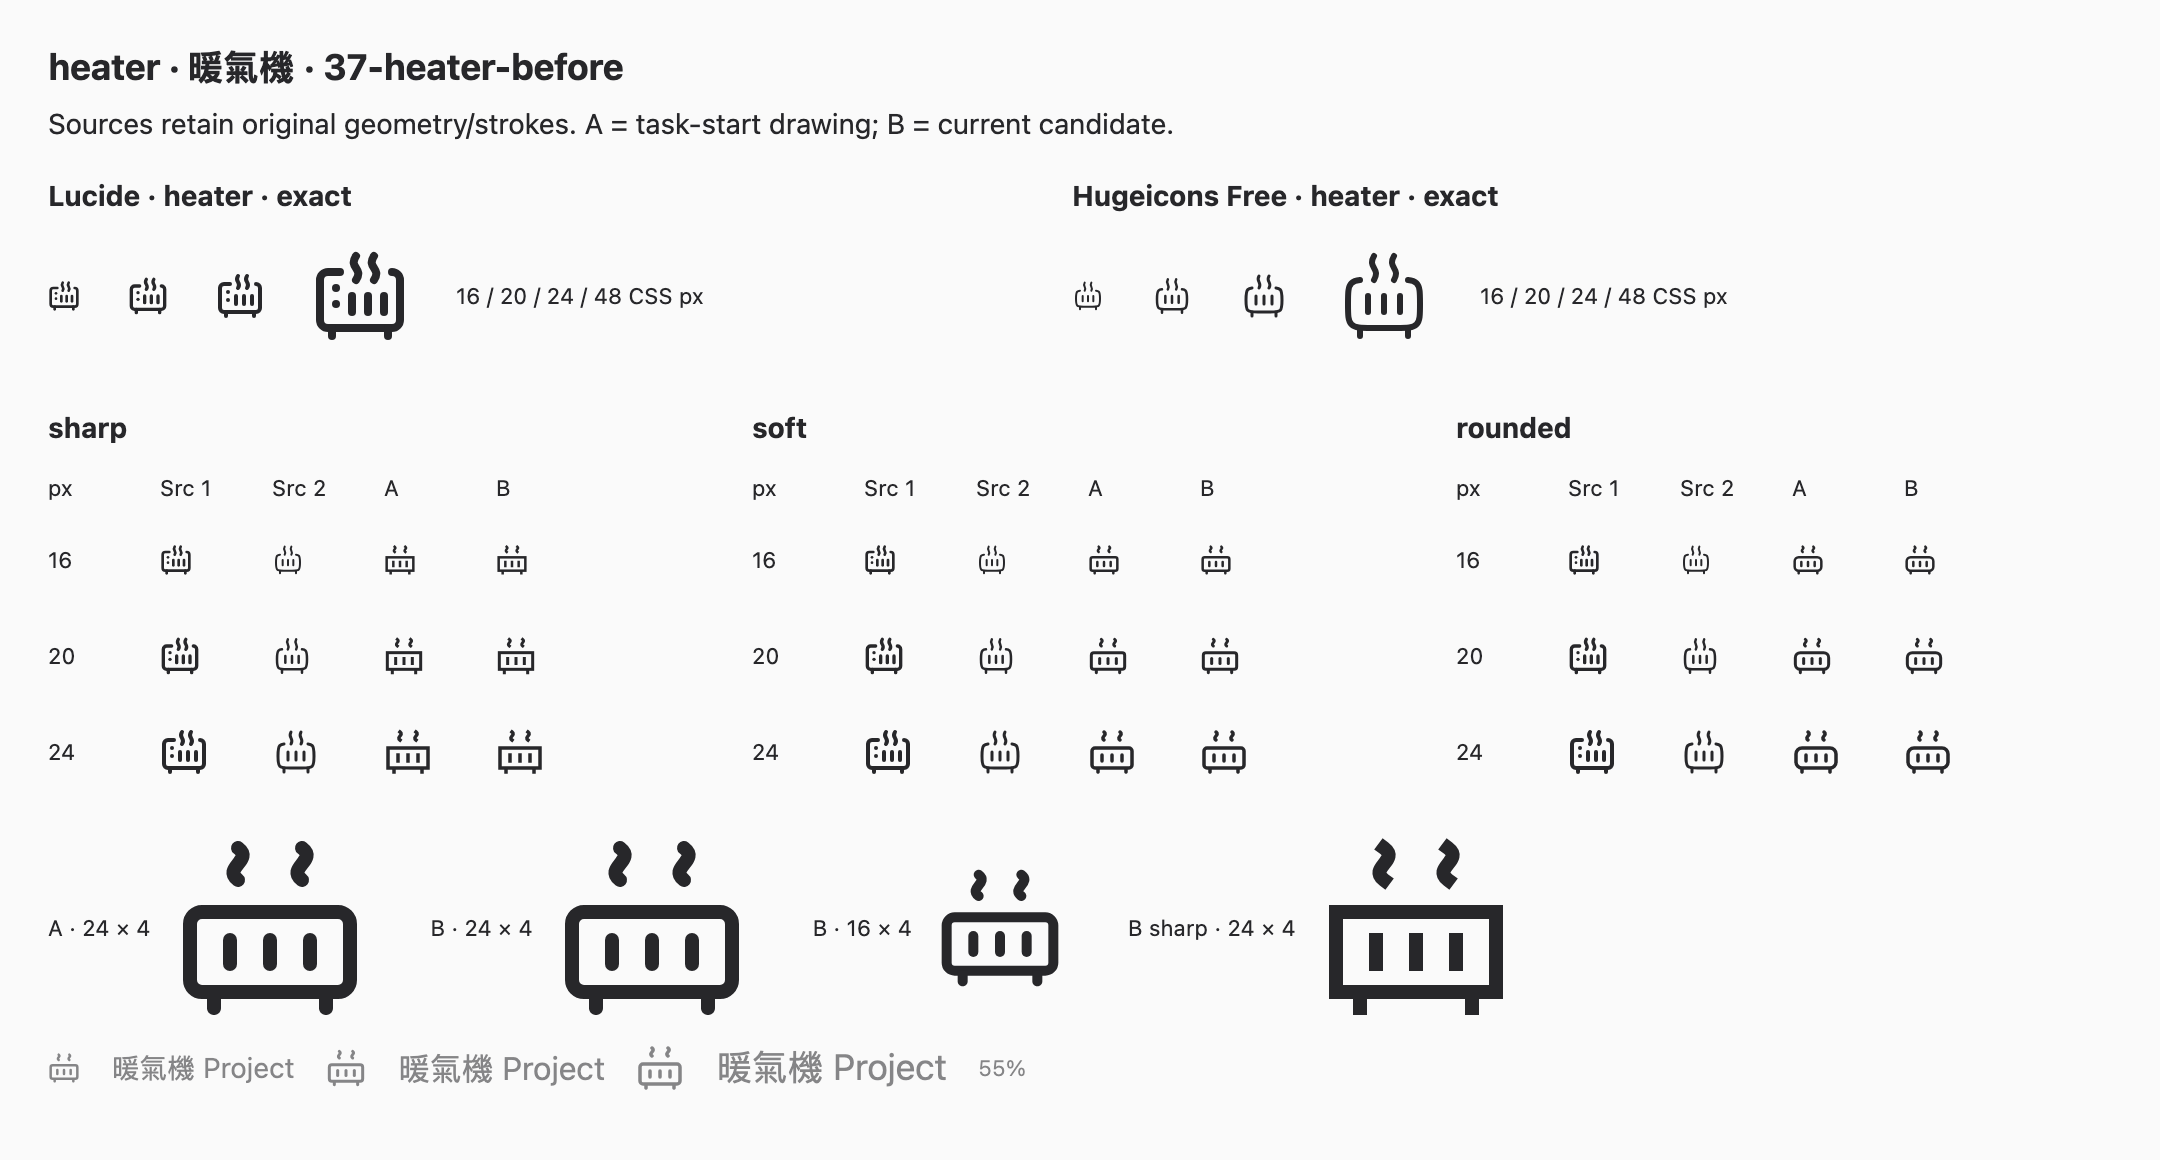 heater · 暖氣機 · 37-heater-before
Sources retain original geometry/strokes. A = task-start drawing; B = current candidate.
Lucide · heater · exact
Hugeicons Free · heater · exact
16 / 20 / 24 / 48 CSS px
16 / 20 / 24 / 48 CSS px
sharp
soft
rounded
px Src 1 Src 2 A B
px Src 1 Src 2 A B
px Src 1 Src 2 A B
16
16
16
20
20
20
24
24
24
A · 24 × 4
B · 24 × 4
B · 16 × 4
B sharp · 24 × 4
暖氣機 Project
暖氣機 Project
暖氣機 Project
55%